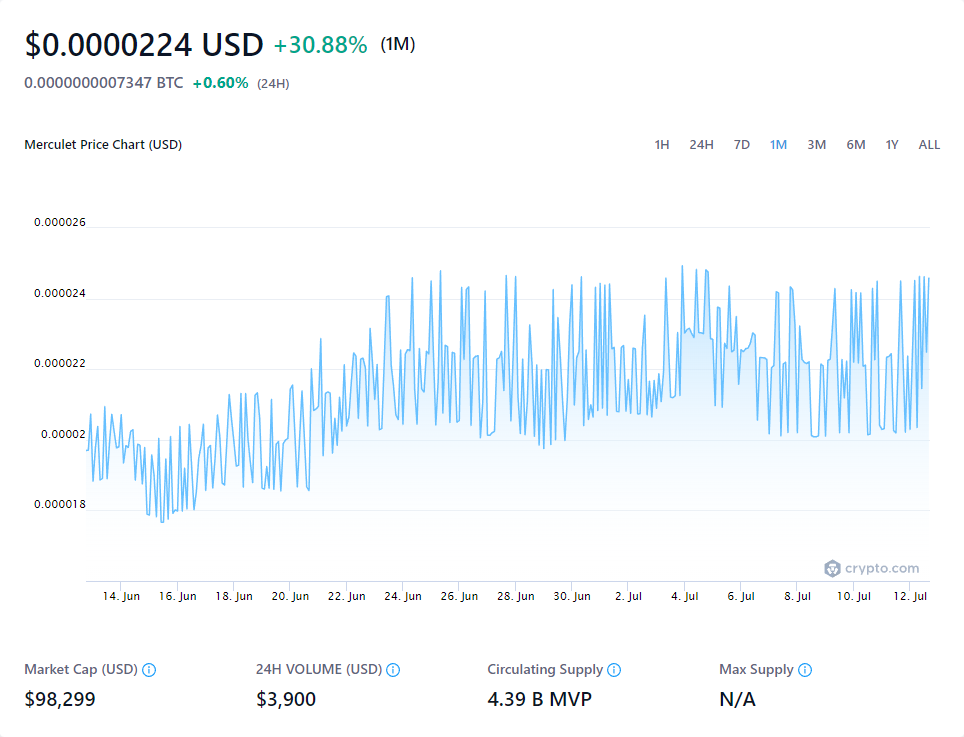 $0.0000224 USD +30.88% (1M)
0.0000000007347 BTC +0.60% (24H)
Merculet Price Chart (USD) 1H 24H 7D 1M 3M 6M 1Y ALL
0.000026
0.000024
0.000022
0.00002
0.000018
crypto.com
14. Jun 16. Jun 18. Jun 20. Jun 22. Jun 24. Jun 26. Jun 28. Jun 30. Jun 2. Jul 4. Jul 6. Jul 8. Jul 10. Jul 12. Jul
Market Cap (USD) 24H VOLUME (USD) Circulating Supply Max Supply
$98,299 $3,900 4.39 B MVP N/A